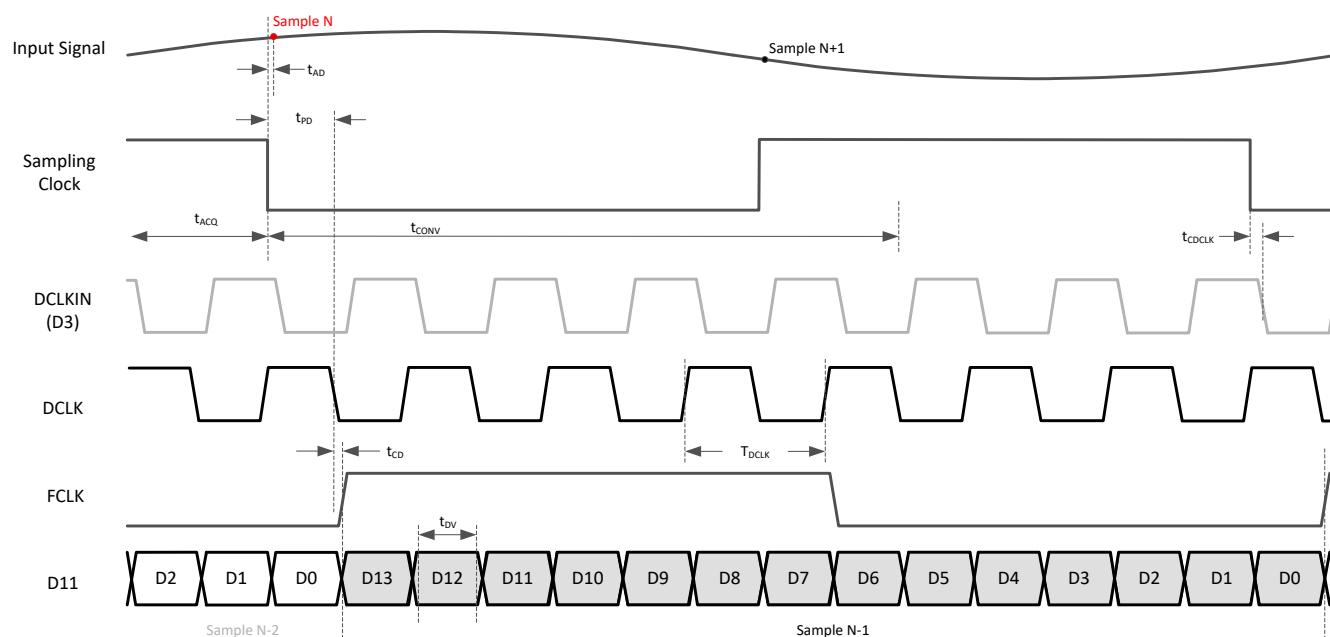 Sample N
Input Signal
Sample N+1
tAD
tPD
Sampling
Clock
tACQ
tCONV
tCDCLK
DCLKIN
(D3)
DCLK
tCD
TDCLK
FCLK
tDV
D11
D2 D1 D0 D13 D12 D11 D10 D9 D8 D7 D6 D5 D4 D3 D2 D1 D0
Sample N-2
Sample N-1